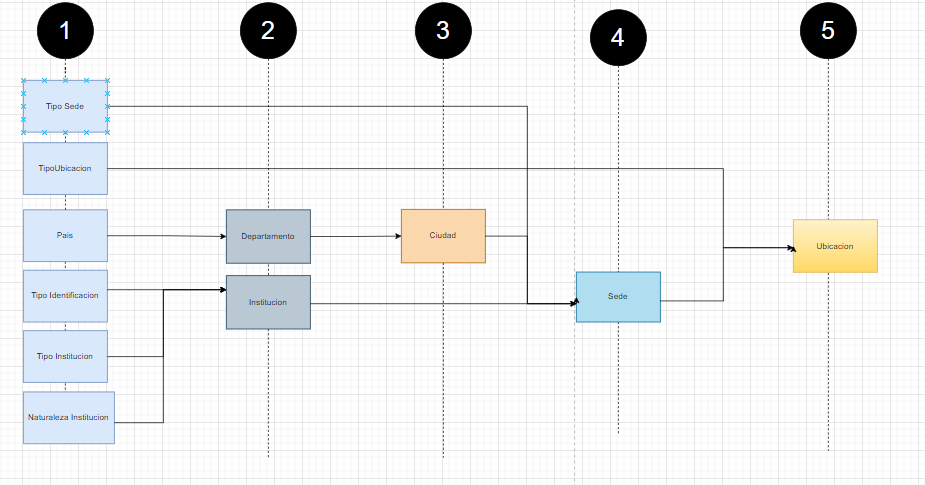 1
2
3
4
5
Tipo Sede
TipoUbicacion
Pais
Departamento
Ciudad
Ubicacion
Tipo Identificacion
Institucion
Sede
Tipo Institucion
Naturaleza Institucion